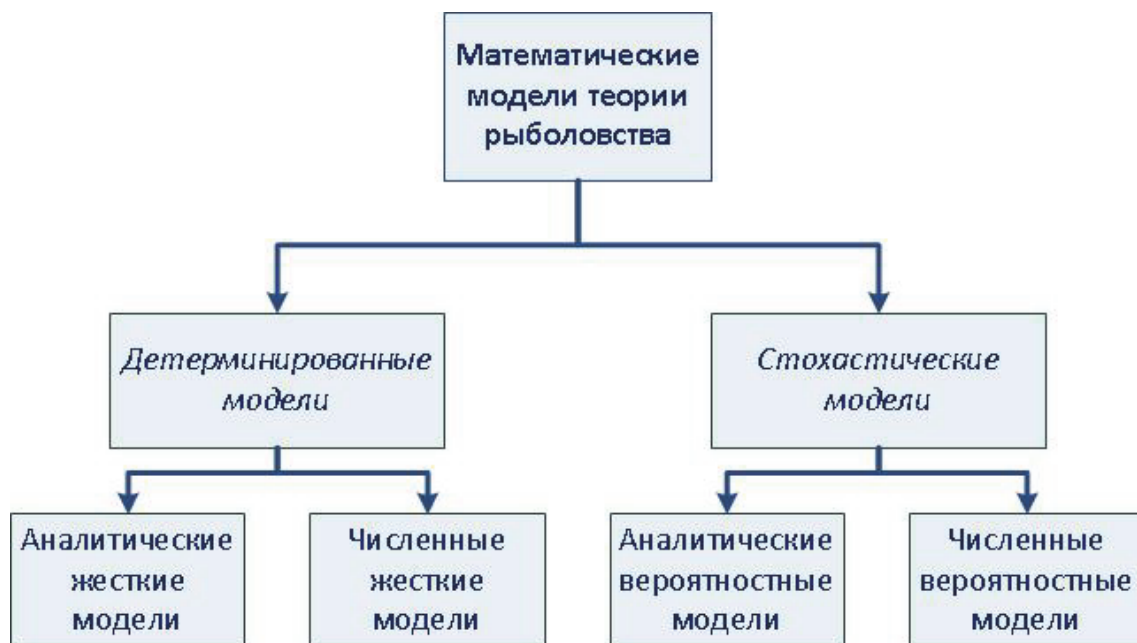 Математические
модели теории
рыболовства
Детерминированные
модели
Стохастические
модели
Аналитические
жесткие
модели
Численные
жесткие
модели
Аналитические
вероятностные
модели
Численные
вероятностные
модели